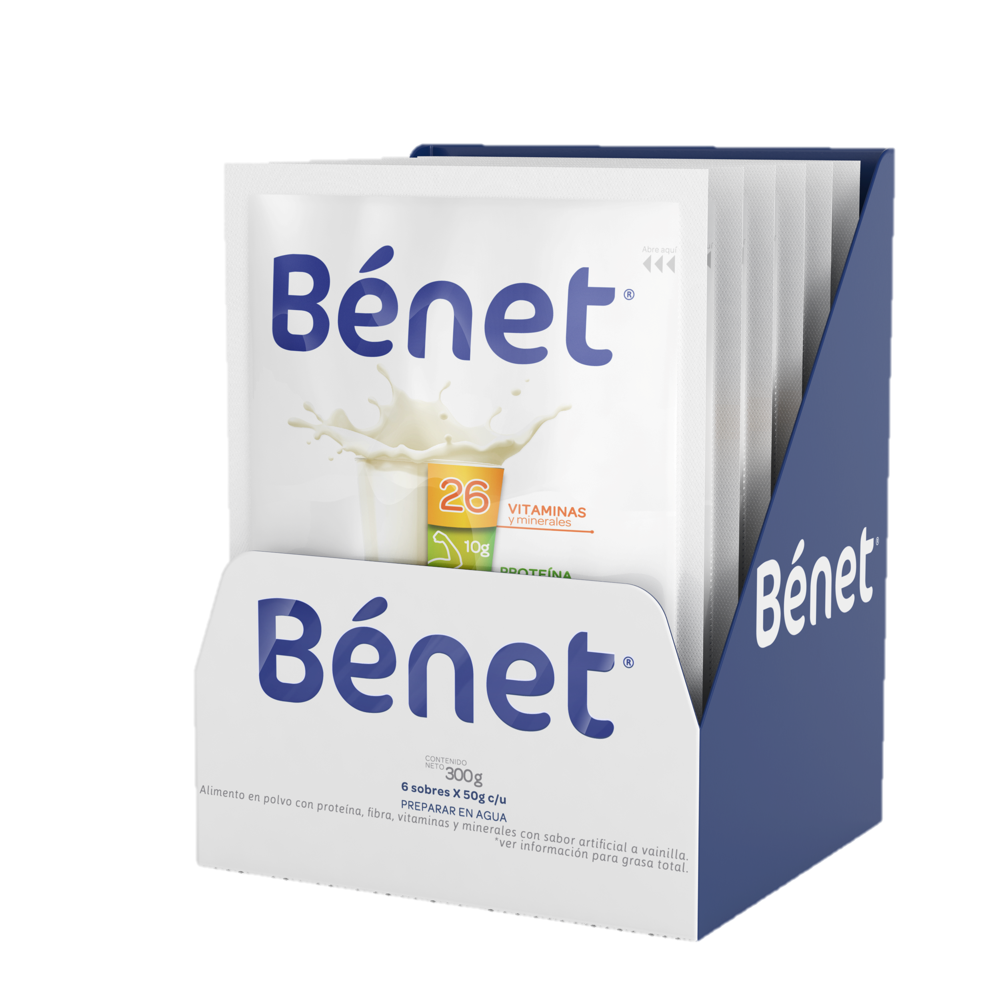 Bénet®
Abre aquí
26
VITAMINAS
y minerales
10g
PROTEÍNA
Bénet®
CONTENIDO
NETO 300g
6 sobres X 50g c/u
PREPARAR EN AGUA
Alimento en polvo con proteína, fibra, vitaminas y minerales con sabor artificial a vainilla.
*ver información para grasa total.
Bénet®